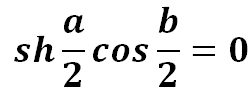 sh a/2 cos b/2 = 0